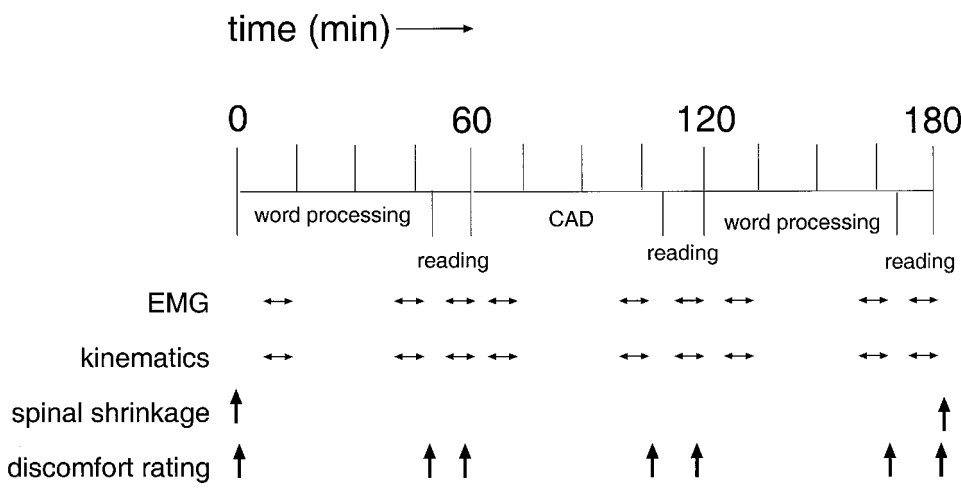 time (min)
0 60 120 180
word processing CAD word processing
reading reading reading
EMG
kinematics
spinal shrinkage
discomfort rating